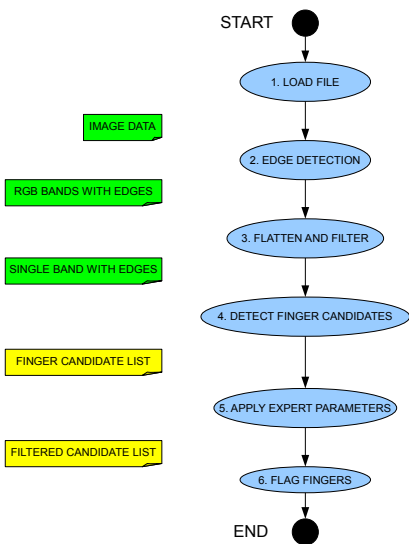 START
1. LOAD FILE
IMAGE DATA
2. EDGE DETECTION
RGB BANDS WITH EDGES
3. FLATTEN AND FILTER
SINGLE BAND WITH EDGES
4. DETECT FINGER CANDIDATES
FINGER CANDIDATE LIST
5. APPLY EXPERT PARAMETERS
FILTERED CANDIDATE LIST
6. FLAG FINGERS
END